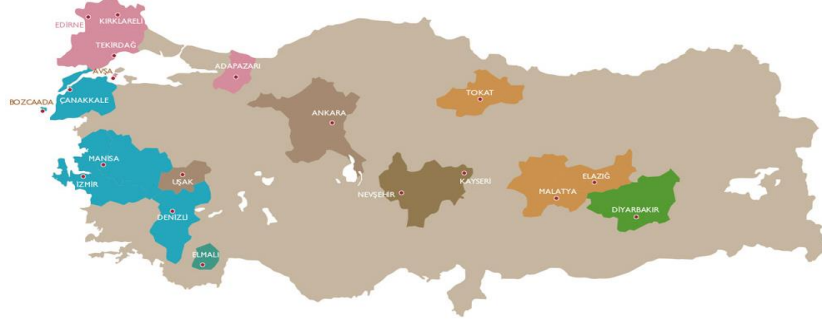 KIRKLARELİ
EDİRNE
TEKİRDAĞ
ADAPAZARI
AVŞA
ÇANAKKALE
BOZCAADA
TOKAT
ANKARA
MANİSA
UŞAK
İZMİR
KAYSERİ
ELAZIĞ
NEVŞEHİR
MALATYA
DİYARBAKIR
DENİZLİ
ELMALI